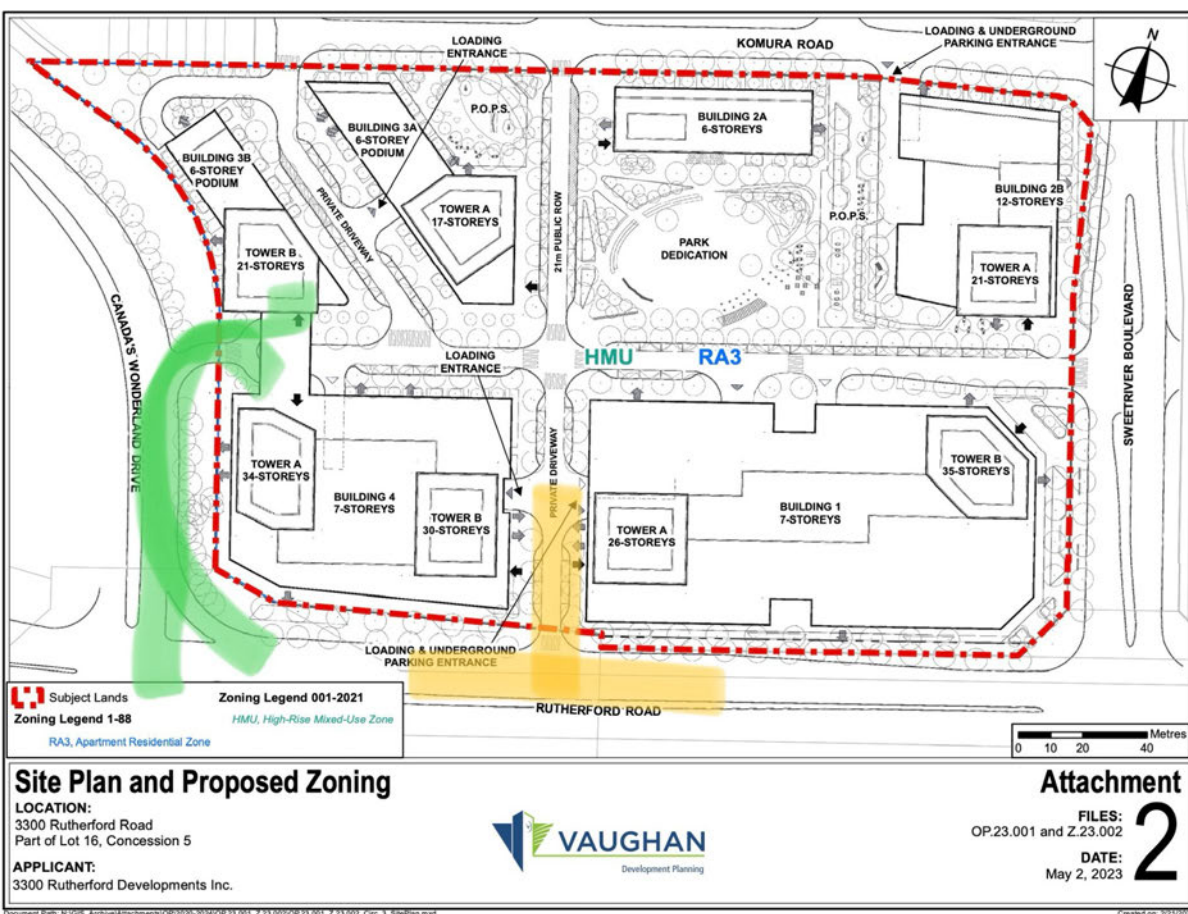 KOMURA ROAD
LOADING & UNDERGROUND
PARKING ENTRANCE
N
LOADING
ENTRANCE
P.O.P.S.
BUILDING 3A
6-STOREY
PODIUM
BUILDING 2A
6-STOREYS
BUILDING 3B
6-STOREY
PODIUM
BUILDING 2B
12-STOREYS
PRIVATE DRIVEWAY
TOWER A
17-STOREYS
21m PUBLIC ROW
P.O.P.S.
PARK
DEDICATION
TOWER B
21-STOREYS
TOWER A
21-STOREYS
CANADA'S WONDERLAND DRIVE
SWEETRIVER BOULEVARD
LOADING
ENTRANCE
HMU
RA3
TOWER A
34-STOREYS
BUILDING 4
7-STOREYS
TOWER B
30-STOREYS
PRIVATE DRIVEWAY
TOWER A
26-STOREYS
BUILDING 1
7-STOREYS
TOWER B
35-STOREYS
LOADING & UNDERGROUND
PARKING ENTRANCE
RUTHERFORD ROAD
Subject Lands
Zoning Legend 1-88
RA3, Apartment Residential Zone
Zoning Legend 001-2021
HMU, High-Rise Mixed-Use Zone
Metres
0 10 20 40
Site Plan and Proposed Zoning
LOCATION:
3300 Rutherford Road
Part of Lot 16, Concession 5
APPLICANT:
3300 Rutherford Developments Inc.
VAUGHAN
Development Planning
Attachment
FILES:
OP.23.001 and Z.23.002
DATE:
May 2, 2023
2